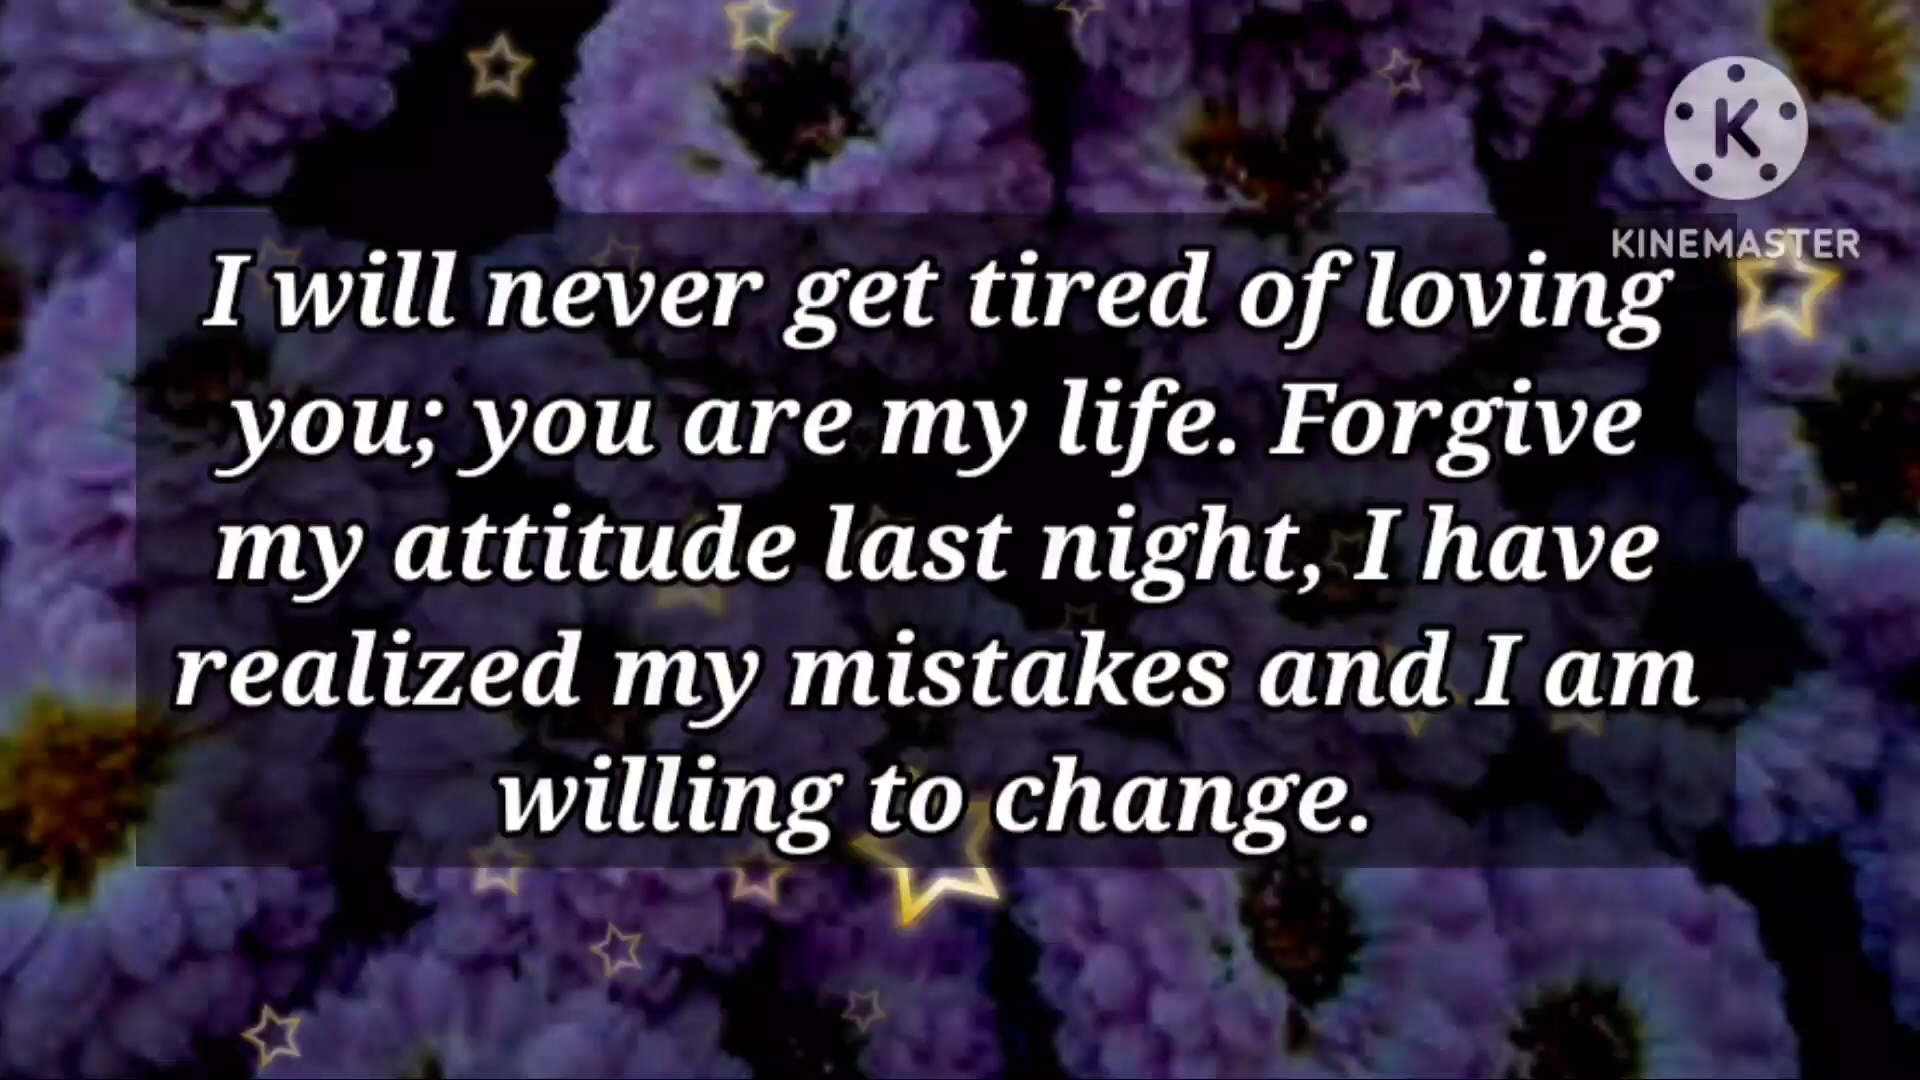 K
KINEMASTER
I will never get tired of loving
you; you are my life. Forgive
my attitude last night, I have
realized my mistakes and I am
willing to change.